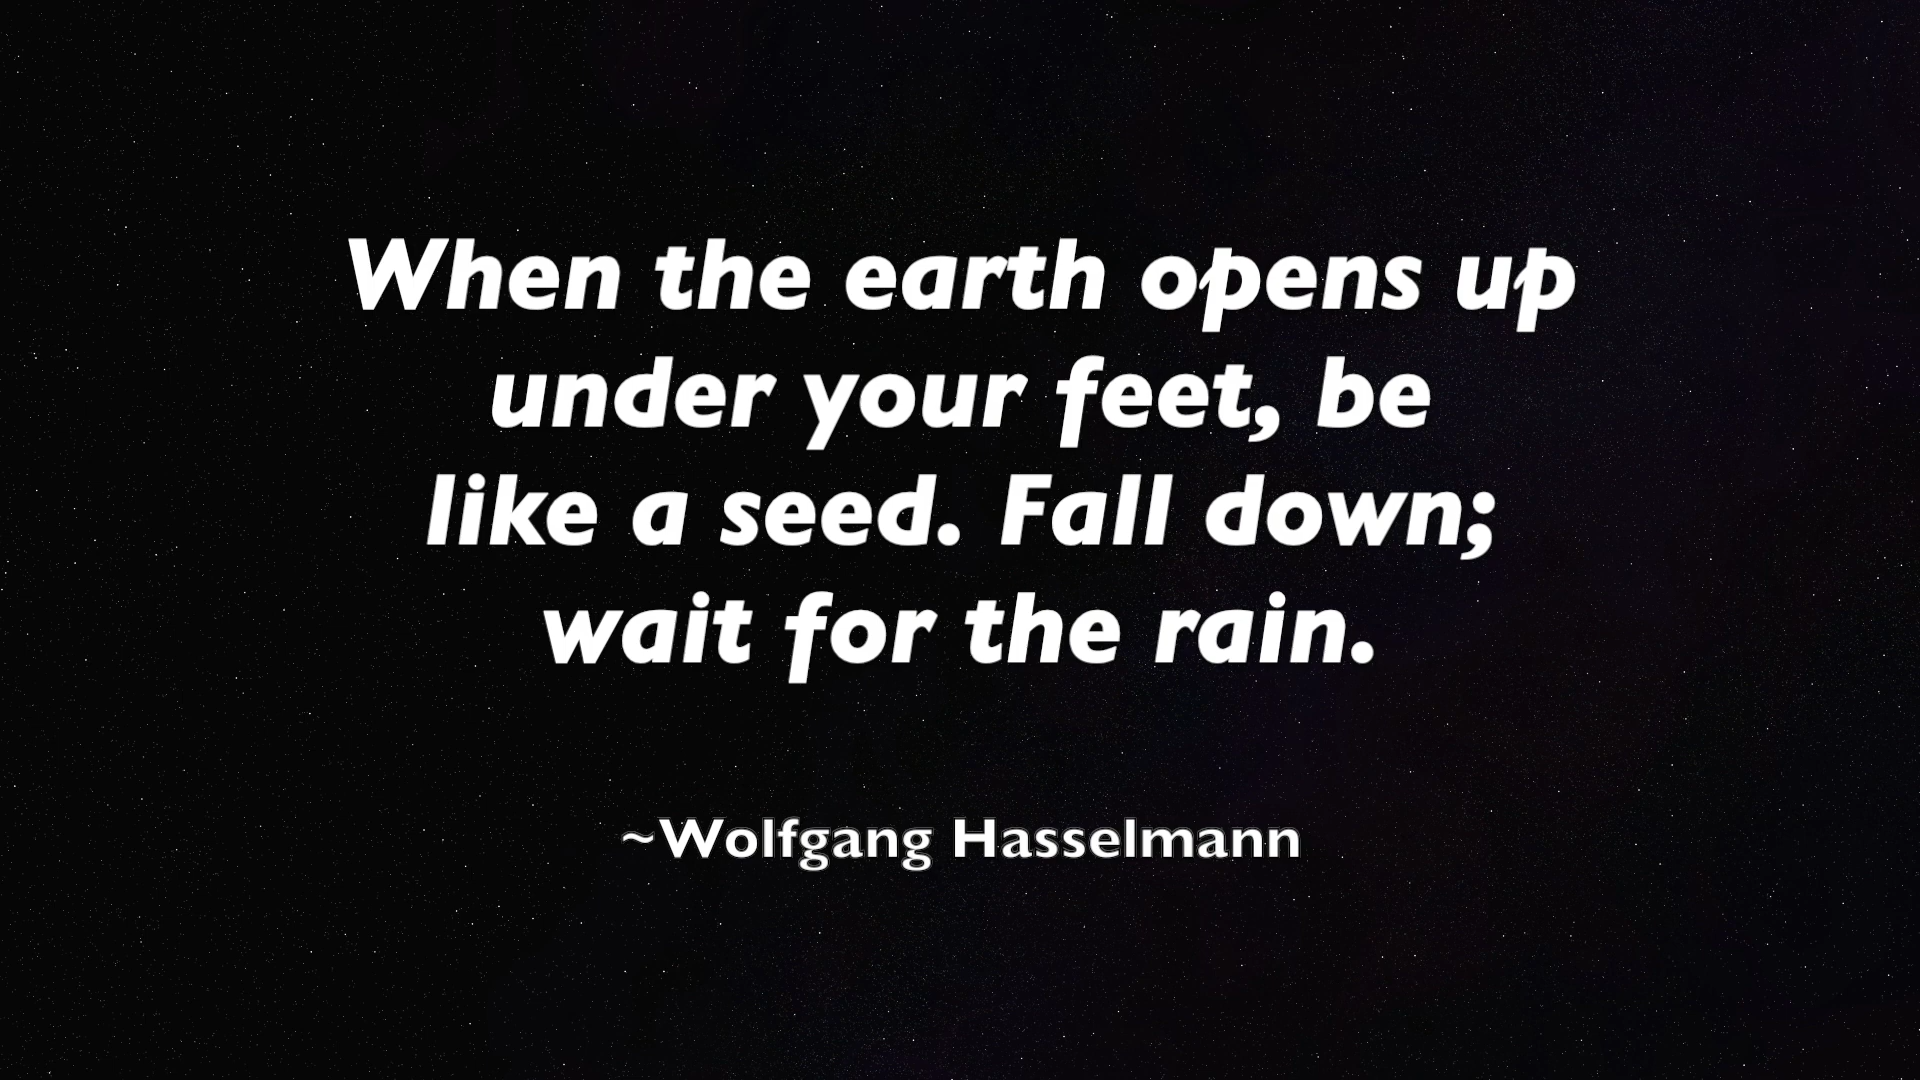 When the earth opens up
under your feet, be
like a seed. Fall down;
wait for the rain.
~Wolfgang Hasselmann